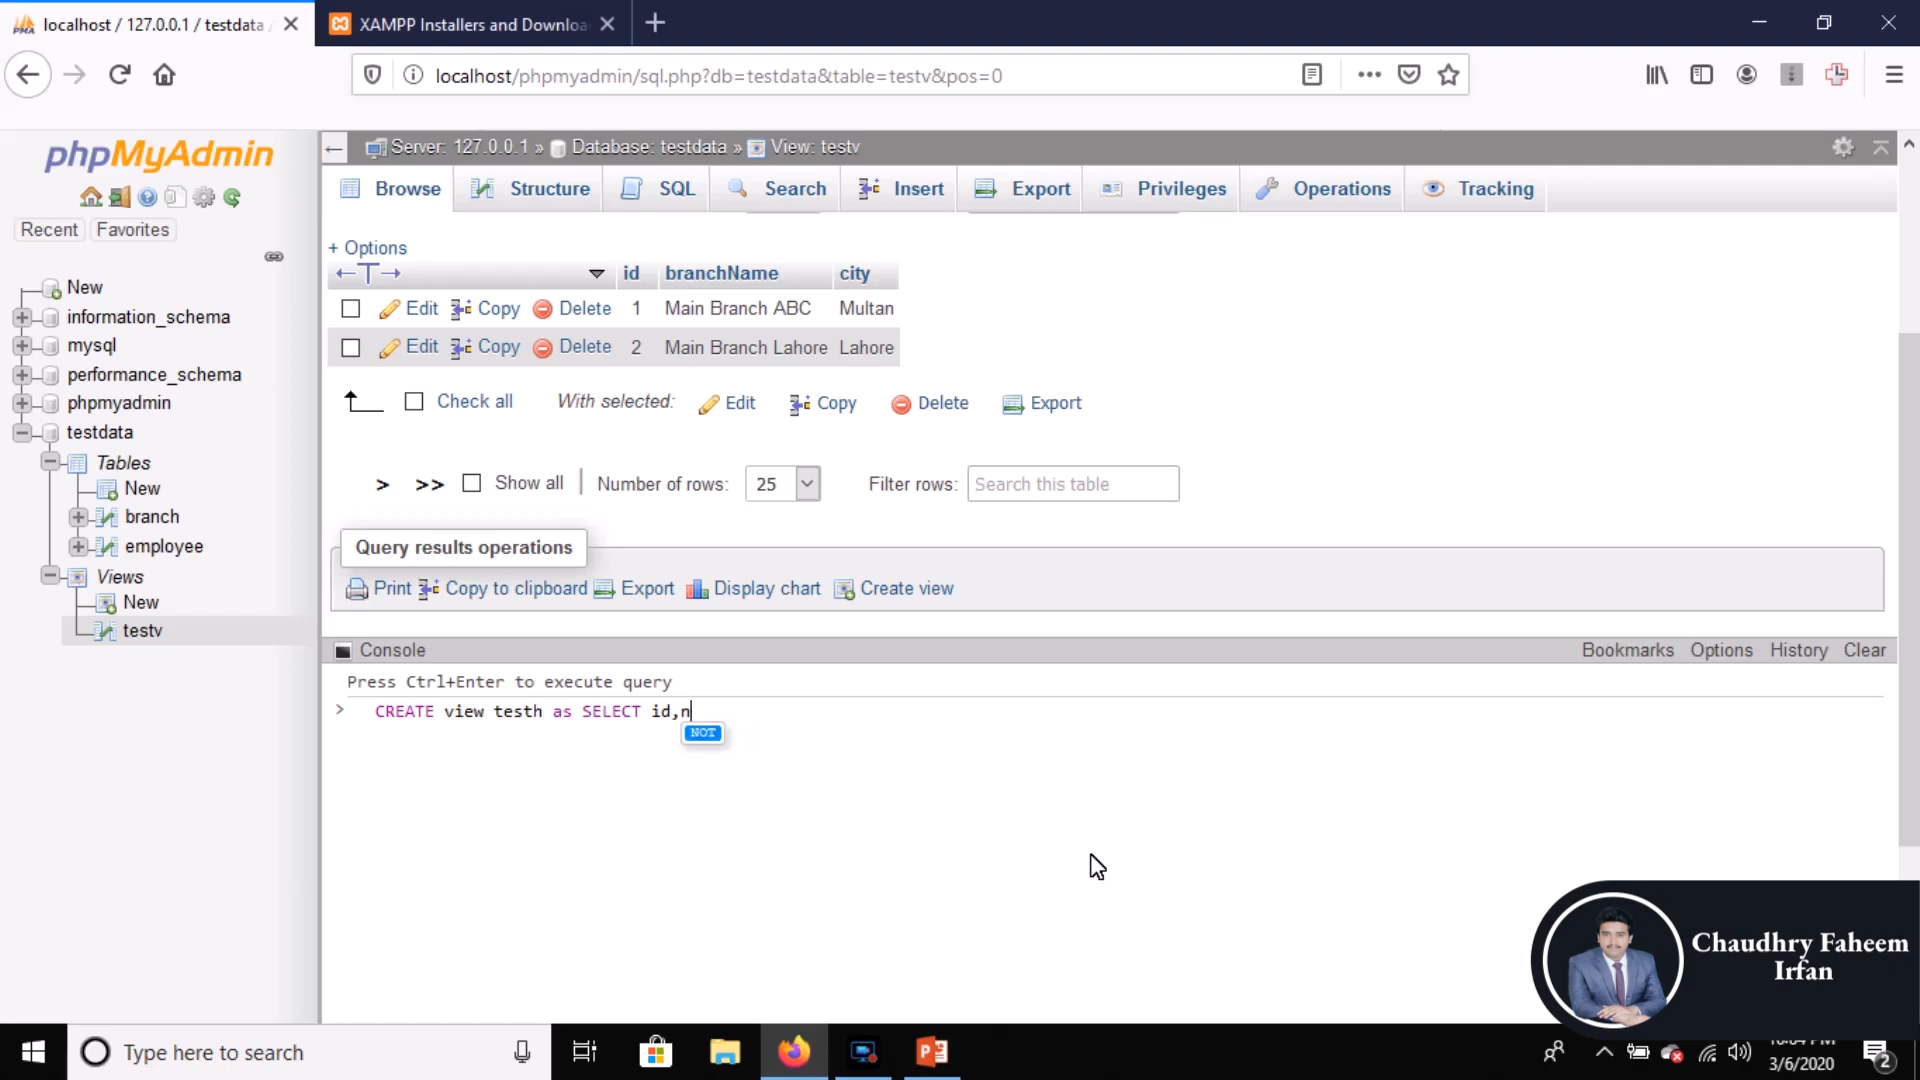 localhost / 127.0.0.1 / testdata /
XAMPP Installers and Downloa
localhost/phpmyadmin/sql.php?db=testdata&table=testv&pos=0
phpMyAdmin
Recent Favorites
New
information_schema
mysql
performance_schema
phpmyadmin
testdata
Tables
New
branch
employee
Views
New
testv
Server: 127.0.0.1 » Database: testdata » View: testv
Browse Structure SQL Search Insert Export Privileges Operations Tracking
+ Options
id branchName city
Edit Copy Delete 1 Main Branch ABC Multan
Edit Copy Delete 2 Main Branch Lahore Lahore
Check all With selected: Edit Copy Delete Export
> >> Show all Number of rows: 25 Filter rows: Search this table
Query results operations
Print Copy to clipboard Export Display chart Create view
Console Bookmarks Options History Clear
Press Ctrl+Enter to execute query
> CREATE view testh as SELECT id,n
NOT
Chaudhry Faheem
Irfan
Type here to search
3/6/2020
2